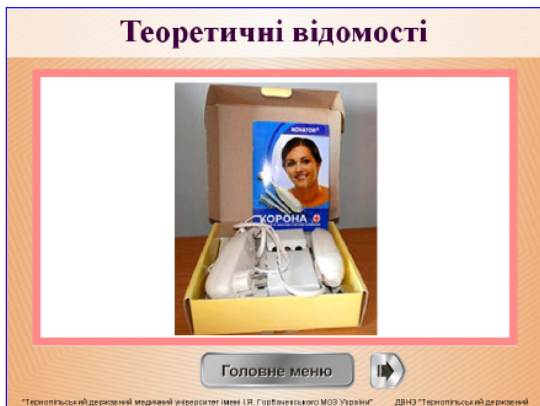 Теоретичні відомості
NOVATOR®
КОРОНА
Головне меню
"Тернопільський державний медичний університет імені І.Я. Горбачевського МОЗ України" ДВНЗ "Тернопільський державний